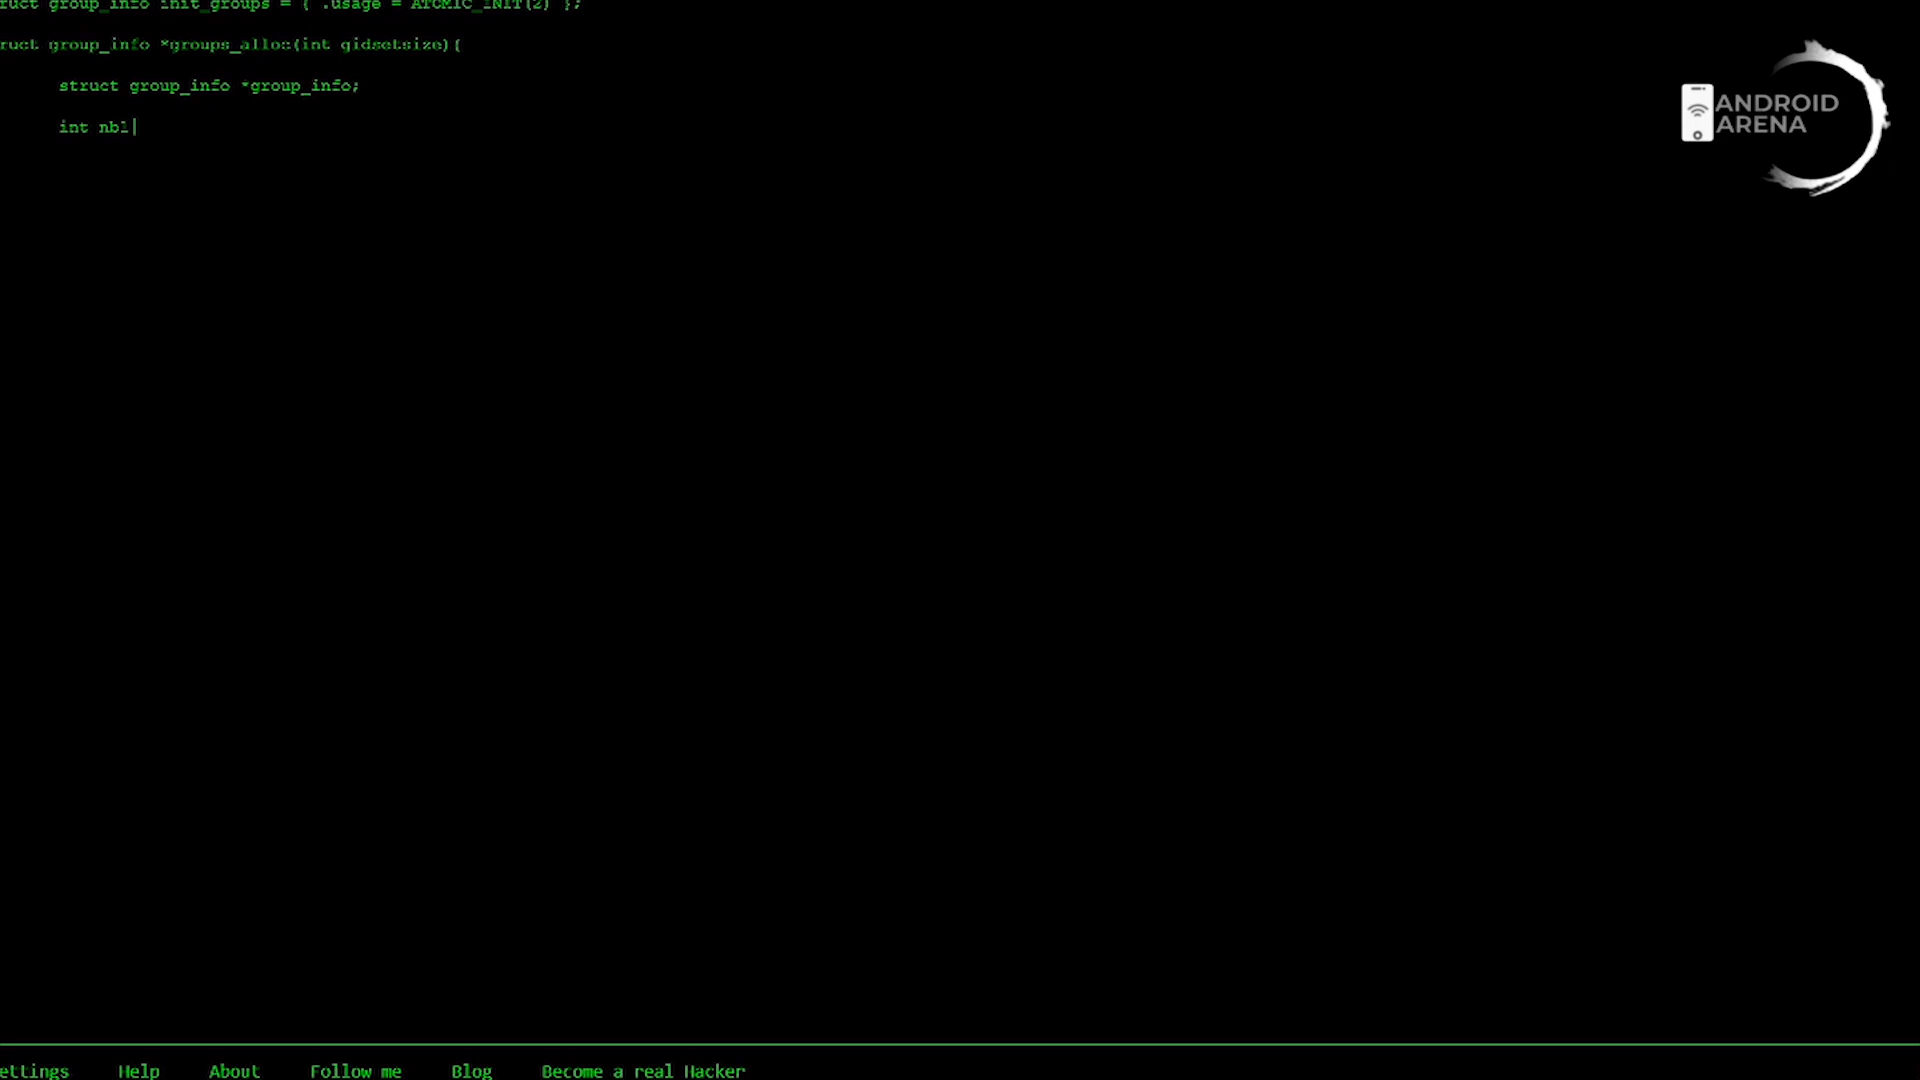 ruct group_info init_groups = { .usage = ATOMIC_INIT(2) };
ruct group_info *groups_alloc(int gidsetsize){
struct group_info *group_info;
int nbl
ANDROID
ARENA
ettings Help About Follow me Blog Become a real Hacker